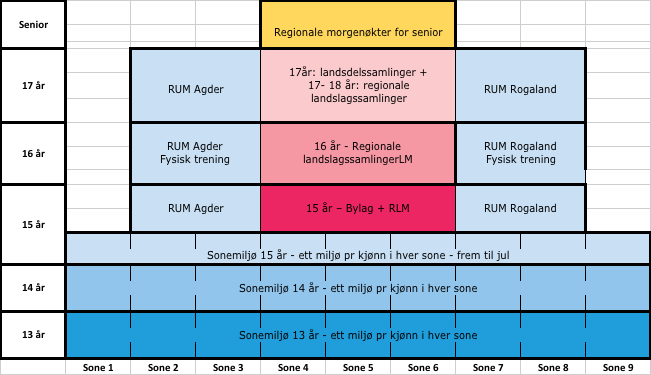 Senior
Regionale morgenøkter for senior
17 år
RUM Agder
17år: landsdelssamlinger +
17- 18 år: regionale
landslagssamlinger
RUM Rogaland
16 år
RUM Agder
Fysisk trening
16 år - Regionale
landslagssamlingerLM
RUM Rogaland
Fysisk trening
15 år
RUM Agder
15 år – Bylag + RLM
RUM Rogaland
Sonemiljø 15 år - ett miljø pr kjønn i hver sone - frem til jul
14 år
Sonemiljø 14 år - ett miljø pr kjønn i hver sone
13 år
Sonemiljø 13 år - ett miljø pr kjønn i hver sone
Sone 1 Sone 2 Sone 3 Sone 4 Sone 5 Sone 6 Sone 7 Sone 8 Sone 9